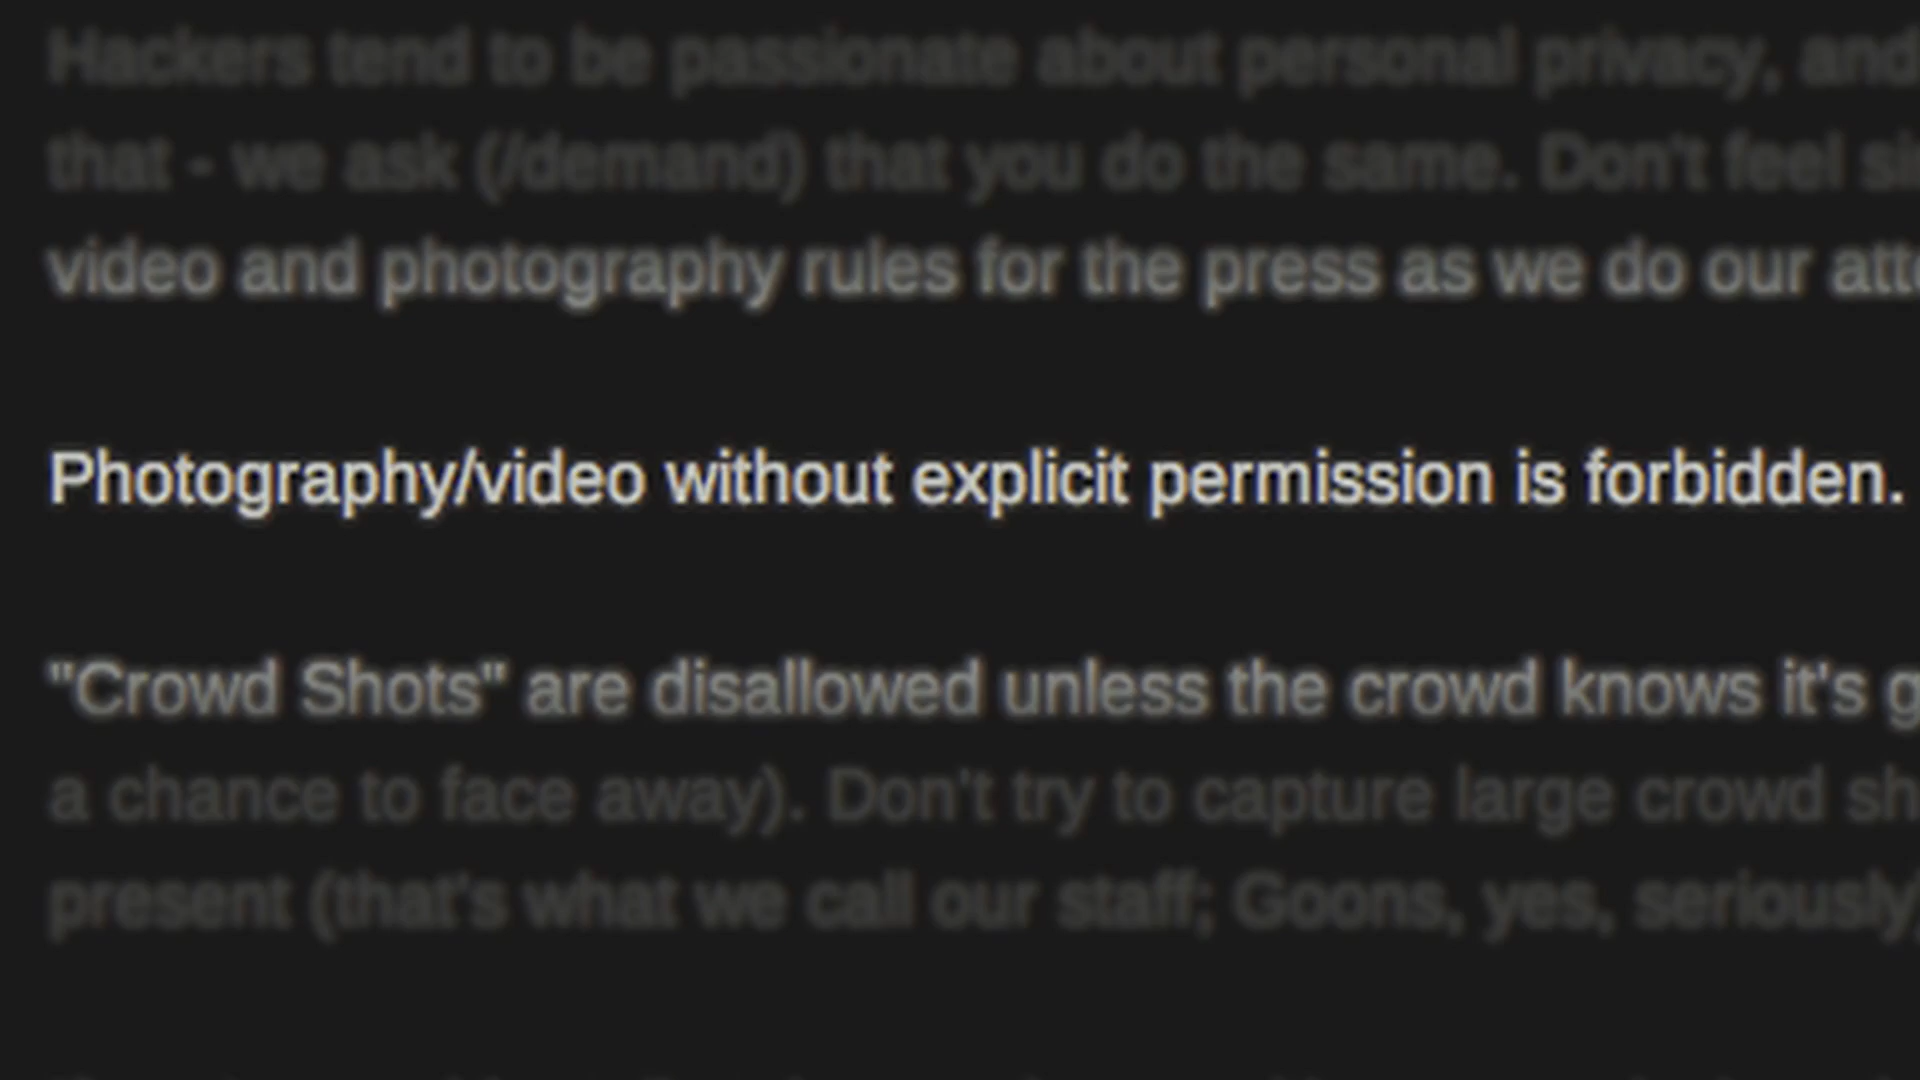 Hackers tend to be passionate about personal privacy, and
that - we ask (/demand) that you do the same. Don't feel
video and photography rules for the press as we do our
Photography/video without explicit permission is forbidden.
"Crowd Shots" are disallowed unless the crowd knows it's
a chance to face away). Don't try to capture large crowd
present (that's what we call our staff; Goons, yes, seriously)